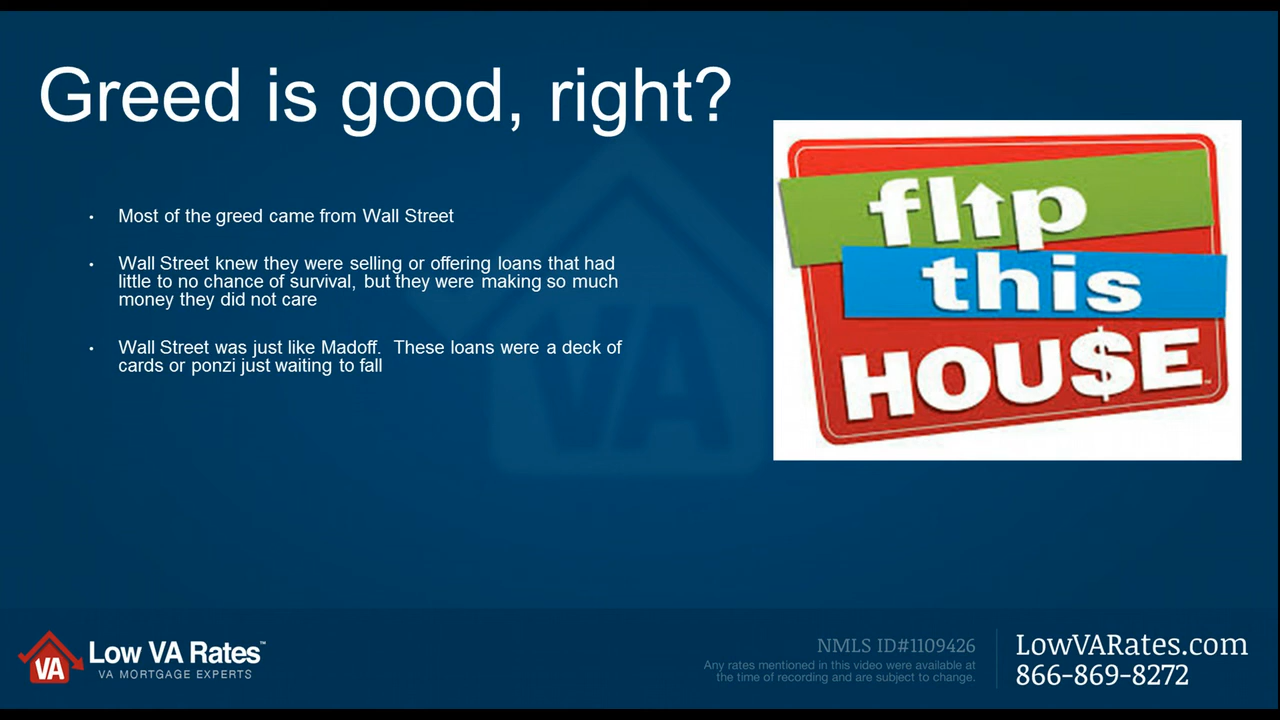 Greed is good, right?
• Most of the greed came from Wall Street
• Wall Street knew they were selling or offering loans that had
little to no chance of survival, but they were making so much
money they did not care
• Wall Street was just like Madoff.  These loans were a deck of
cards or ponzi just waiting to fall
flip
this
HOU$E
VA
VA
Low VA Rates™
VA MORTGAGE EXPERTS
NMLS ID#1109426
Any rates mentioned in this video were available at
the time of recording and are subject to change.
LowVARates.com
866-869-8272